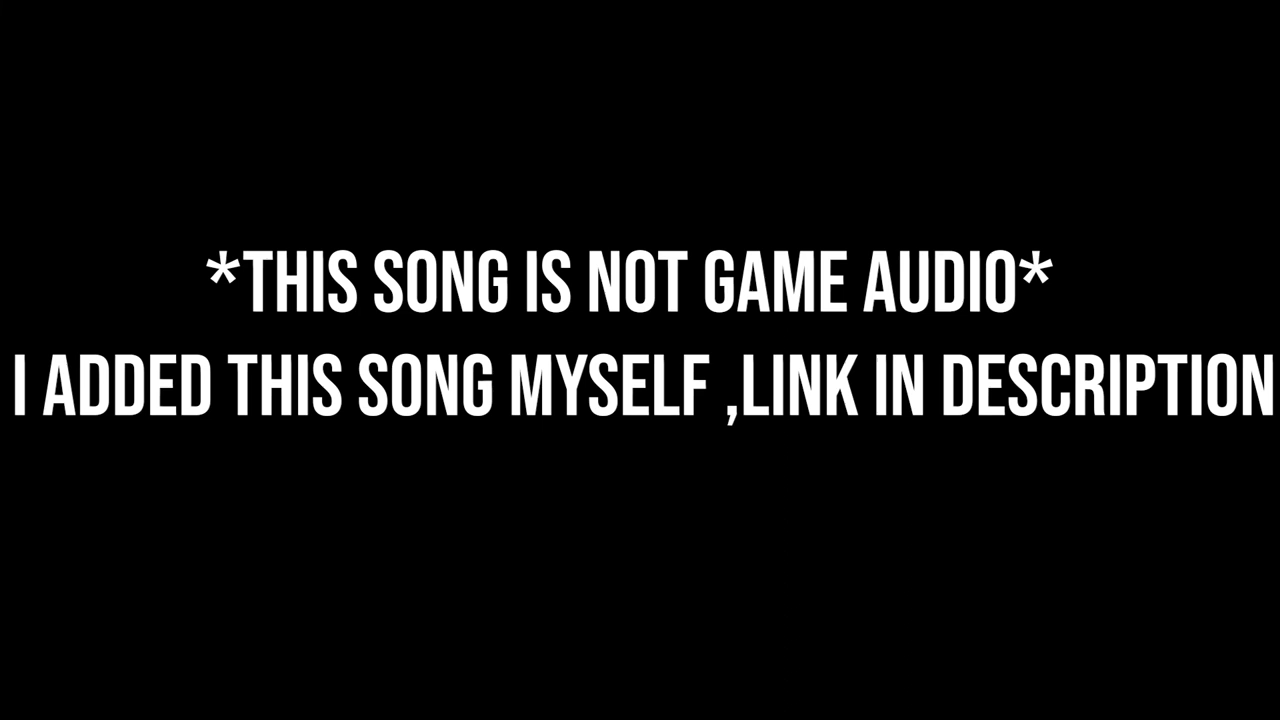 *THIS SONG IS NOT GAME AUDIO*
I ADDED THIS SONG MYSELF ,LINK IN DESCRIPTION